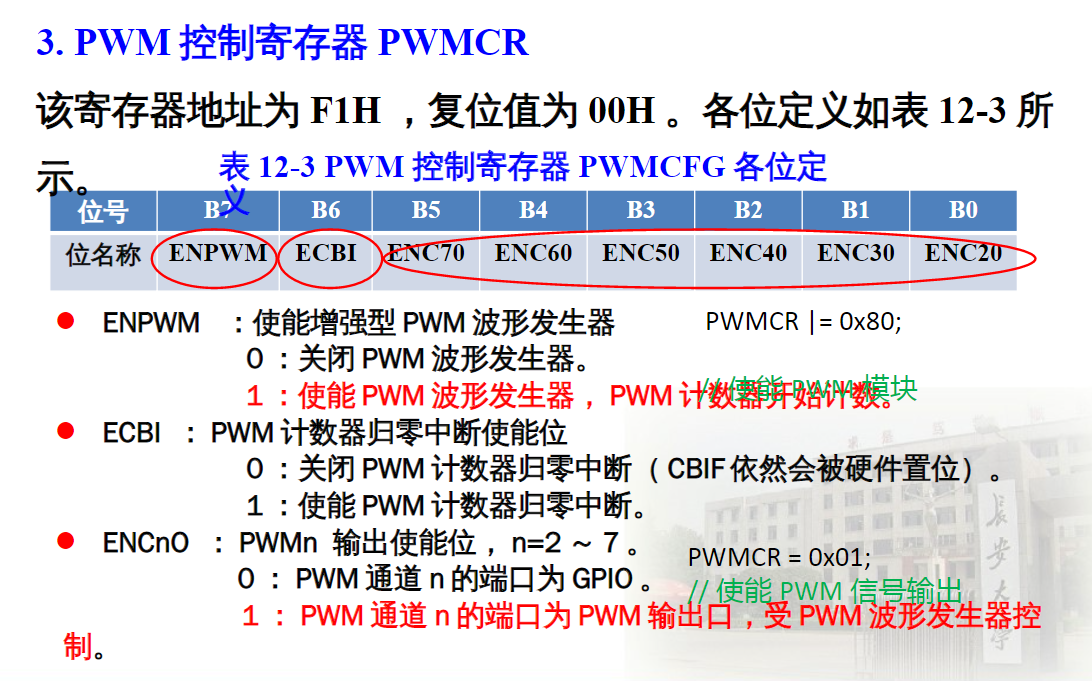 3. PWM 控制寄存器 PWMCR
该寄存器地址为 F1H ，复位值为 00H 。各位定义如表 12-3 所
示。
表 12-3 PWM 控制寄存器 PWMCFG 各位定
义
位号 B7 B6 B5 B4 B3 B2 B1 B0
位名称 ENPWM ECBI ENC70 ENC60 ENC50 ENC40 ENC30 ENC20
● ENPWM ：使能增强型 PWM 波形发生器
PWMCR |= 0x80;
0 ：关闭 PWM 波形发生器。
1 ：使能 PWM 波形发生器， PWM 计数器开始计数。
// 使能 PWM 模块
● ECBI ： PWM 计数器归零中断使能位
0 ：关闭 PWM 计数器归零中断（ CBIF 依然会被硬件置位）。
1 ：使能 PWM 计数器归零中断。
● ENCnO ： PWMn 输出使能位， n=2 ～ 7 。
PWMCR = 0x01;
0 ： PWM 通道 n 的端口为 GPIO 。
// 使能 PWM 信号输出
1 ： PWM 通道 n 的端口为 PWM 输出口，受 PWM 波形发生器控
制。
长安大学